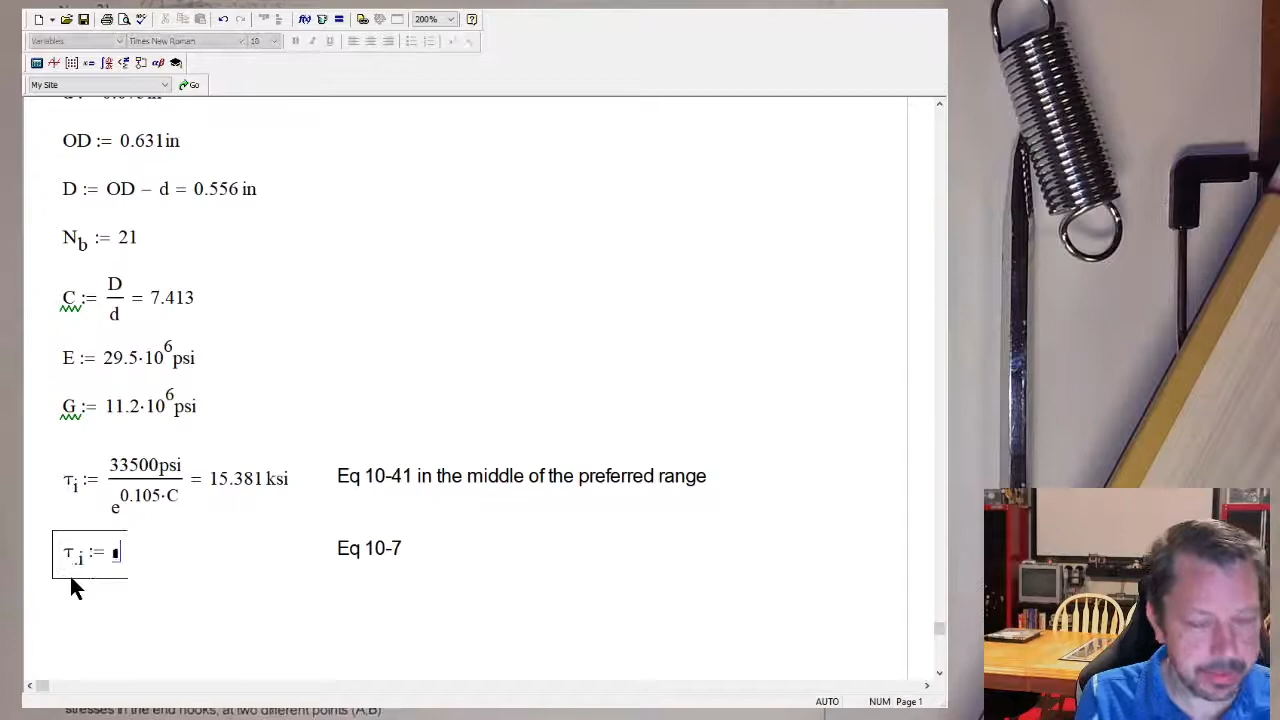 200%
Variables Times New Roman 10 B I U
My Site Go
OD := 0.631in
D := OD − d = 0.556 in
N_b := 21
C := D/d = 7.413
E := 29.5·10^6 psi
G := 11.2·10^6 psi
τ_i := 33500psi/e^0.105·C = 15.381 ksi Eq 10-41 in the middle of the preferred range
τ_.i := Eq 10-7
AUTO NUM Page 1
stresses in the end hooks, at two different points (A,B)